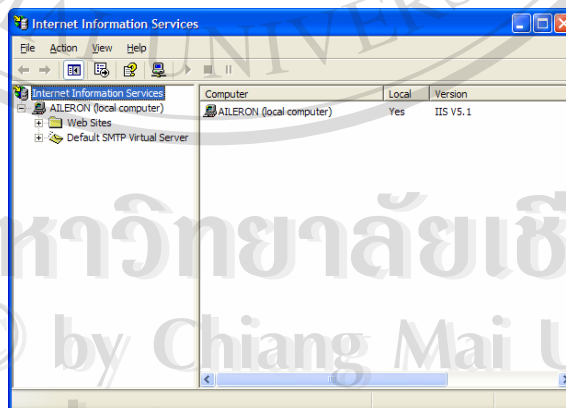 Internet Information Services
File Action View Help
Internet Information Services
AILERON (local computer)
Web Sites
Default SMTP Virtual Server
Computer Local Version
AILERON (local computer) Yes IIS V5.1
UNIVER
หาวิทยาลัยเชี
© by Chiang Mai U